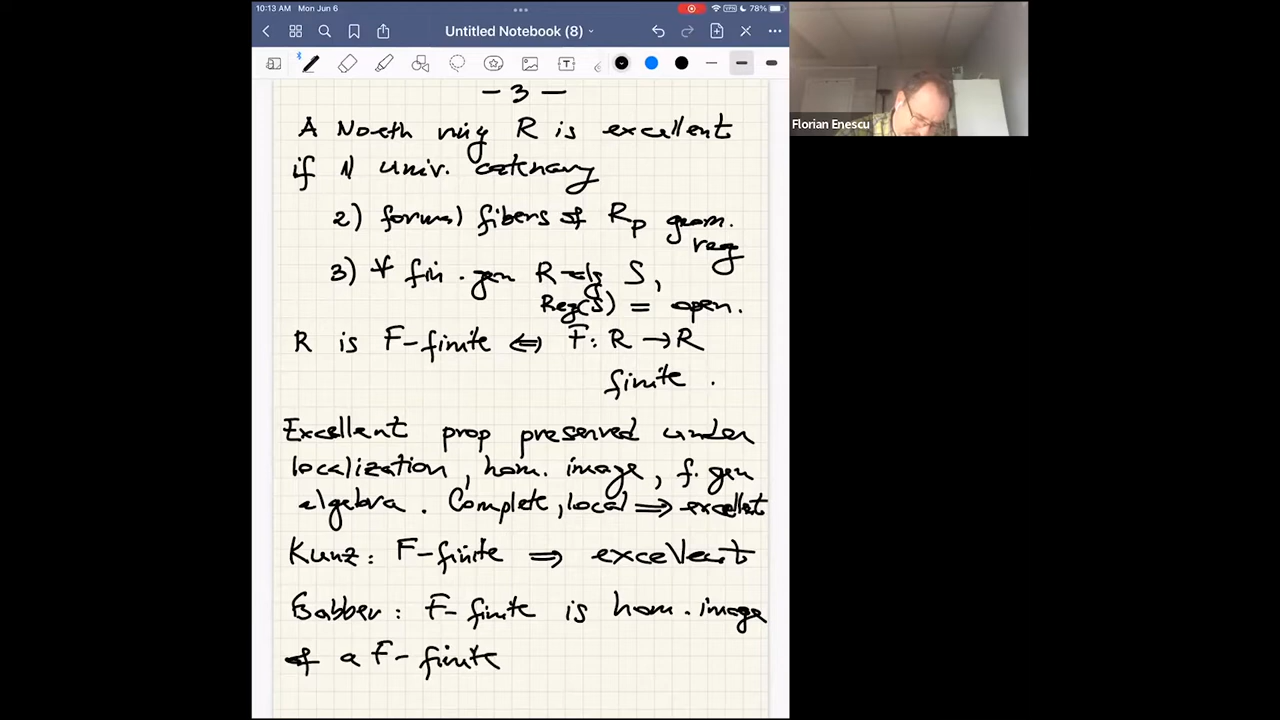 10:13 AM Mon Jun 6
VPN 78%
Untitled Notebook (8)
Florian Enescu
- 3 -
A Noeth ring R is excellent
if 1) univ. catenary
2) formal fibers of R_p geom.
reg
3) ∀ fin. gen R-alg S,
Reg(S) = open.
R is F-finite ⇔ F: R → R
finite.
Excellent prop preserved under
localization, hom. image, f. gen
algebra. Complete, local ⇒ excellent
Kunz: F-finite ⇒ excellent
Gabber: F-finite is hom. image
of a F-finite